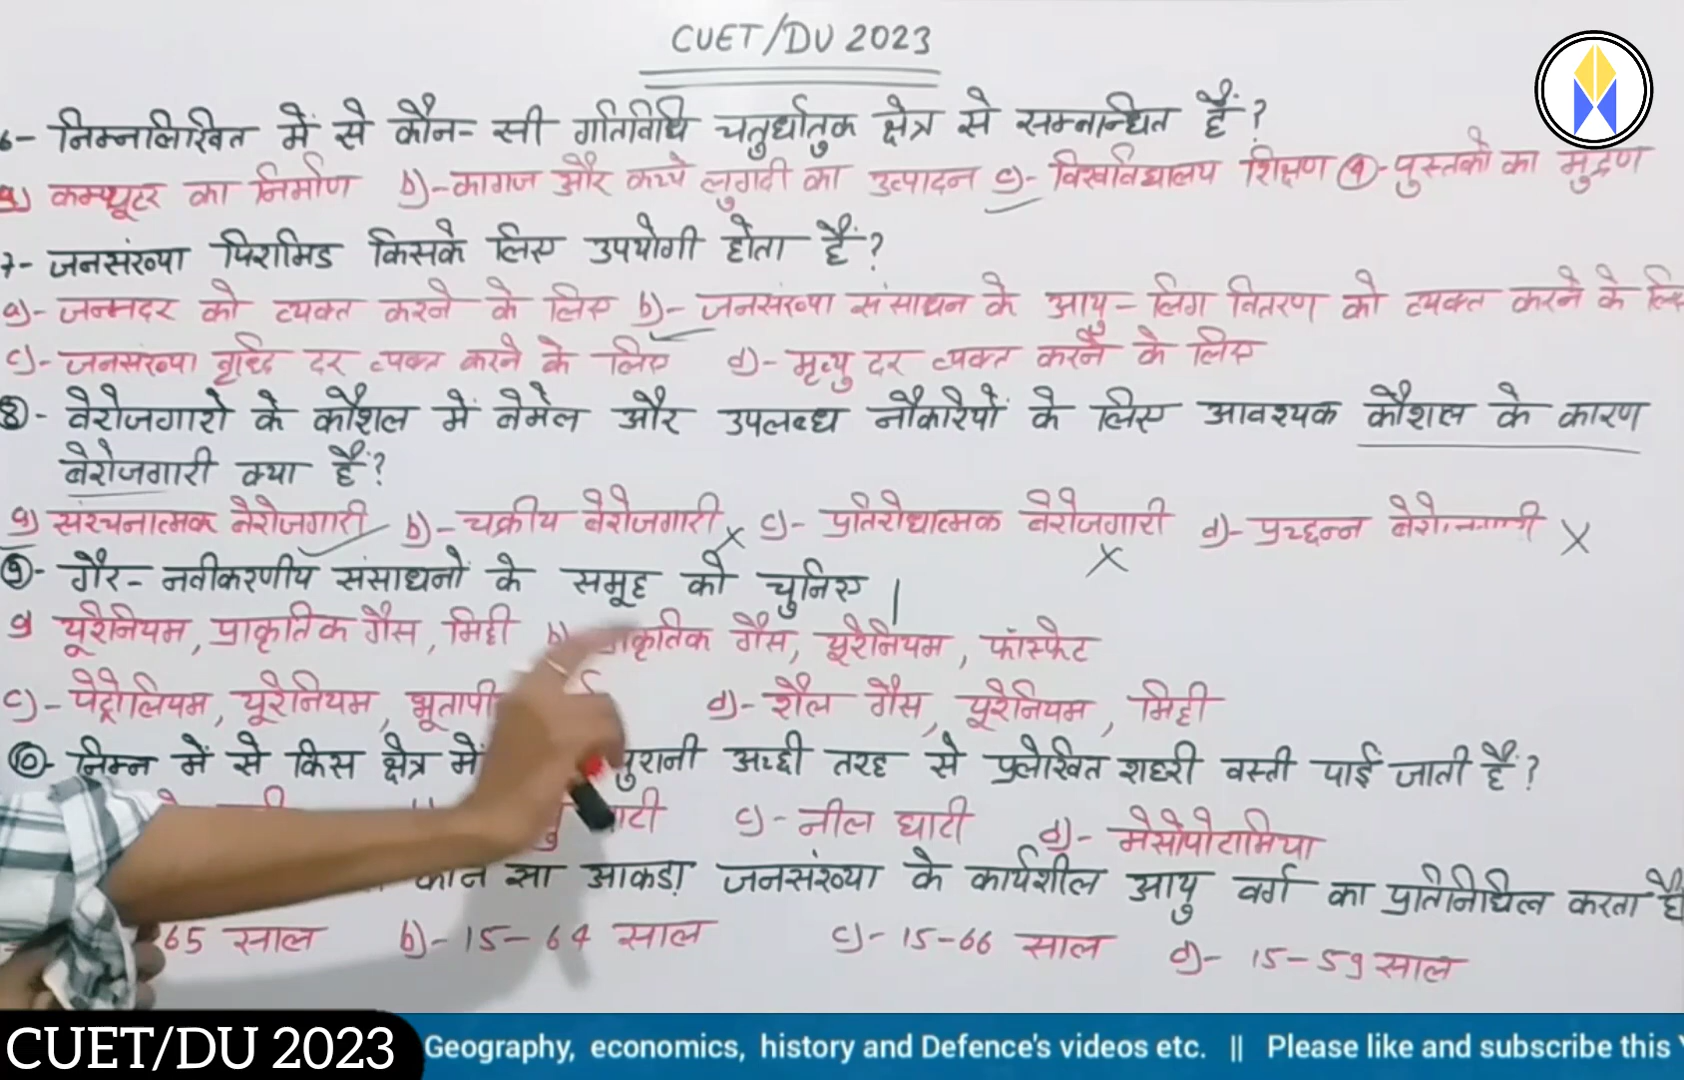 CUET/DU 2023
6- निम्नलिखित में से कौन-सी गतिविधि चतुर्थातुक क्षेत्र से सम्बन्धित है?
a) कम्प्यूटर का निर्माण b)- कागज और कच्चे लुगदी का उत्पादन c)- विश्वविद्यालय शिक्षण d)- पुस्तकों का मुद्रण
7- जनसंख्या पिरामिड किसके लिए उपयोगी होता है?
a)- जन्मदर को व्यक्त करने के लिए b)- जनसंख्या संसाधन के आयु-लिंग वितरण को व्यक्त करने के
c)- जनसंख्या वृद्धि दर व्यक्त करने के लिए d)- मृत्यु दर व्यक्त करने के लिए
8- वेरोजगारो के कौशल में बेमेल और उपलब्ध नौकरियों के लिए आवश्यक कौशल के कारण
बेरोजगारी क्या है?
a) संरचनात्मक बेरोजगारी b)- चक्रीय बेरोजगारी c)- प्रतिरोधात्मक बेरोजगारी d)- प्रच्छन्न
9- गैर-नवीकरणीय संसाधनों के समूह को चुनिए।
यूरेनियम, प्राकृतिक गैस, मिट्टी गैस, यूरेनियम, फॉस्फेट
c)- पेट्रोलियम, यूरेनियम, d)- शैल गैस, यूरेनियम, मिट्टी
10- निम्न में से किस क्षेत्र में पुरानी अच्छी तरह से प्रलेखित शहरी वस्ती पाई जाती है?
c)- नील घाटी d)- मेसोपोटामिया
कौन सा आकडा जनसंख्या के कार्यशील आयु वर्ग का प्रतिनिधित्व करता है
65 साल b)- 15-64 साल c)- 15-66 साल d)- 15-59 साल
CUET/DU 2023 Geography, economics, history and Defence's videos etc. || Please like and subscribe this